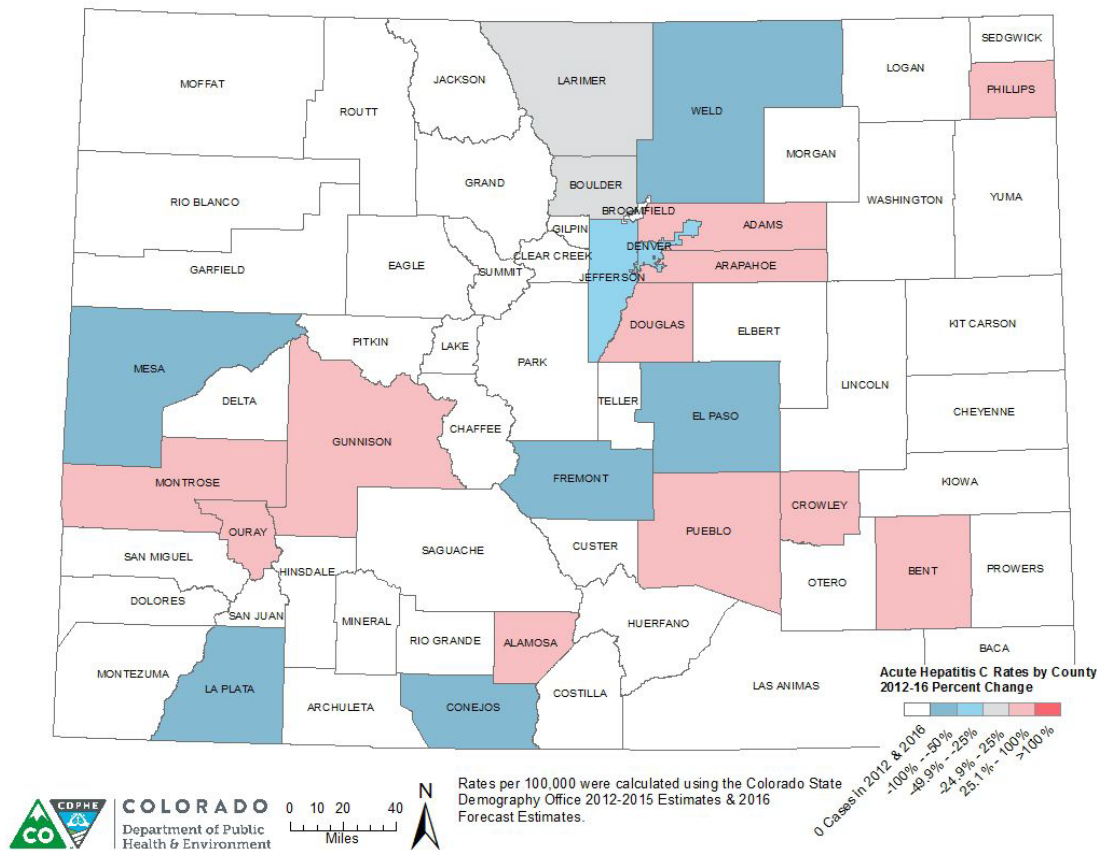 SEDGWICK
LOGAN
JACKSON
LARIMER
MOFFAT
PHILLIPS
ROUTT
WELD
MORGAN
GRAND
BOULDER
YUMA
WASHINGTON
RIO BLANCO
BROOMFIELD
GILPIN
ADAMS
DENVER
CLEAR CREEK
EAGLE
ARAPAHOE
GARFIELD
SUMMIT
JEFFERSON
DOUGLAS
ELBERT
KIT CARSON
PITKIN
LAKE
PARK
MESA
LINCOLN
DELTA
TELLER
CHEYENNE
EL PASO
CHAFFEE
GUNNISON
FREMONT
MONTROSE
KIOWA
CROWLEY
OURAY
PUEBLO
SAGUACHE
CUSTER
SAN MIGUEL
HINSDALE
BENT
PROWERS
OTERO
DOLORES
SAN JUAN
MINERAL
HUERFANO
RIO GRANDE
ALAMOSA
BACA
MONTEZUMA
LA PLATA
COSTILLA
LAS ANIMAS
ARCHULETA
CONEJOS
Acute Hepatitis C Rates by County
2012-16 Percent Change
0 Cases in 2012 & 2016
-100% - -50%
-49.9% - -25%
-24.9% - 25%
25.1% - 100%
>100%
CDPHE
CO
COLORADO
Department of Public
Health & Environment
0 20 40
Miles
N
Rates per 100,000 were calculated using the Colorado State
Demography Office 2012-2015 Estimates & 2016
Forecast Estimates.